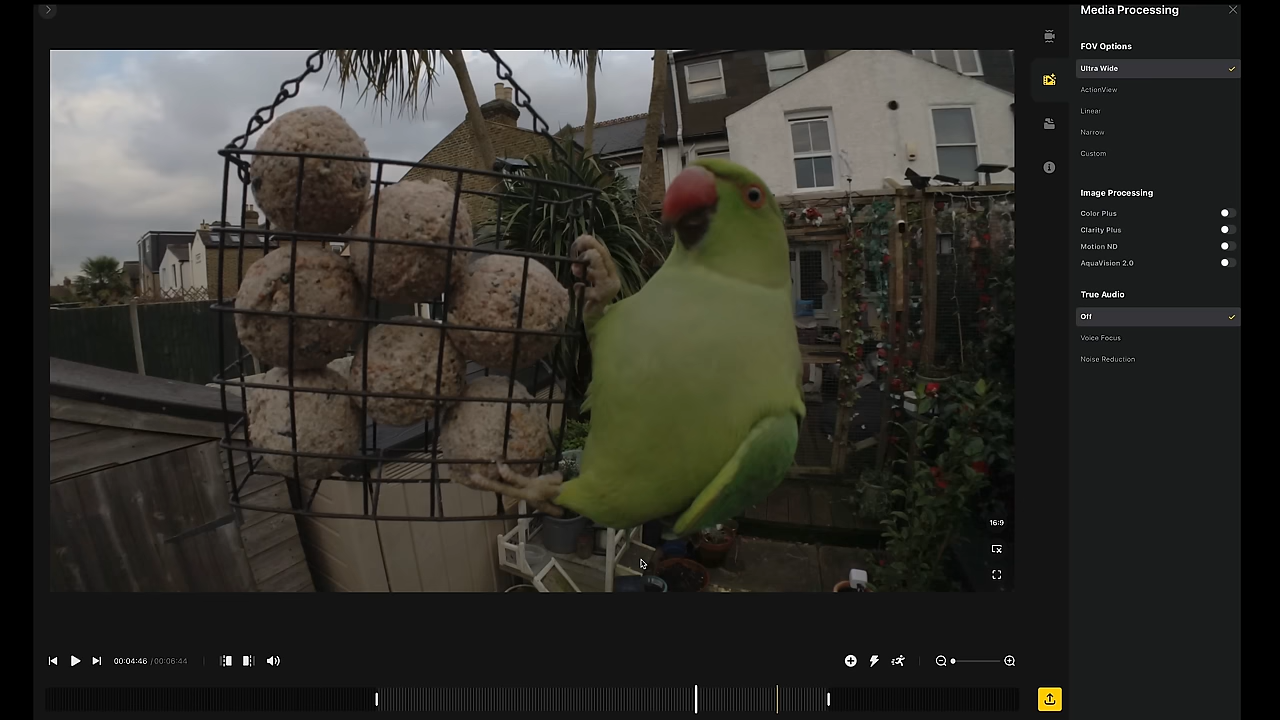 Media Processing
FOV Options
Ultra Wide
ActionView
Linear
Narrow
Custom
Image Processing
Color Plus
Clarity Plus
Motion ND
AquaVision 2.0
True Audio
Off
Voice Focus
Noise Reduction
16:9
00:04:46 / 00:06:44